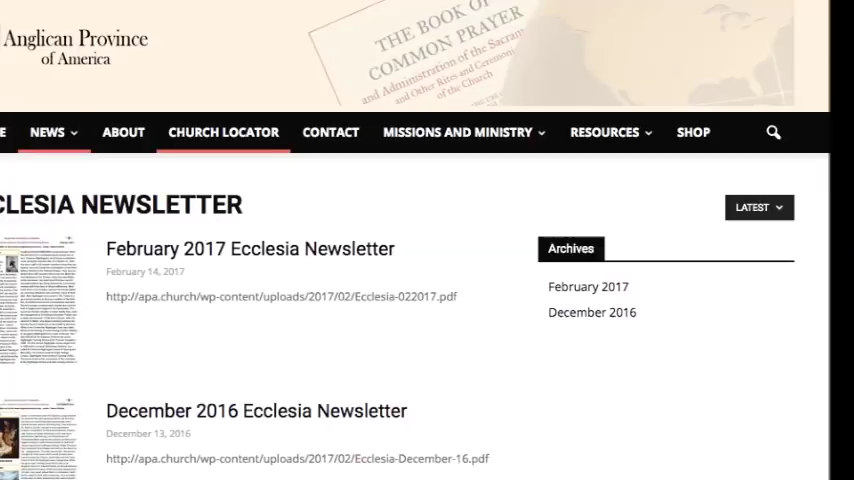 Anglican Province
of America
THE BOOK OF
COMMON PRAYER
and Administration of the Sacram
and Other Rites and Ceremon
of the Church
E NEWS ABOUT CHURCH LOCATOR CONTACT MISSIONS AND MINISTRY RESOURCES SHOP
CLESIA NEWSLETTER
LATEST
February 2017 Ecclesia Newsletter
February 14, 2017
http://apa.church/wp-content/uploads/2017/02/Ecclesia-022017.pdf
Archives
February 2017
December 2016
December 2016 Ecclesia Newsletter
December 13, 2016
http://apa.church/wp-content/uploads/2017/02/Ecclesia-December-16.pdf